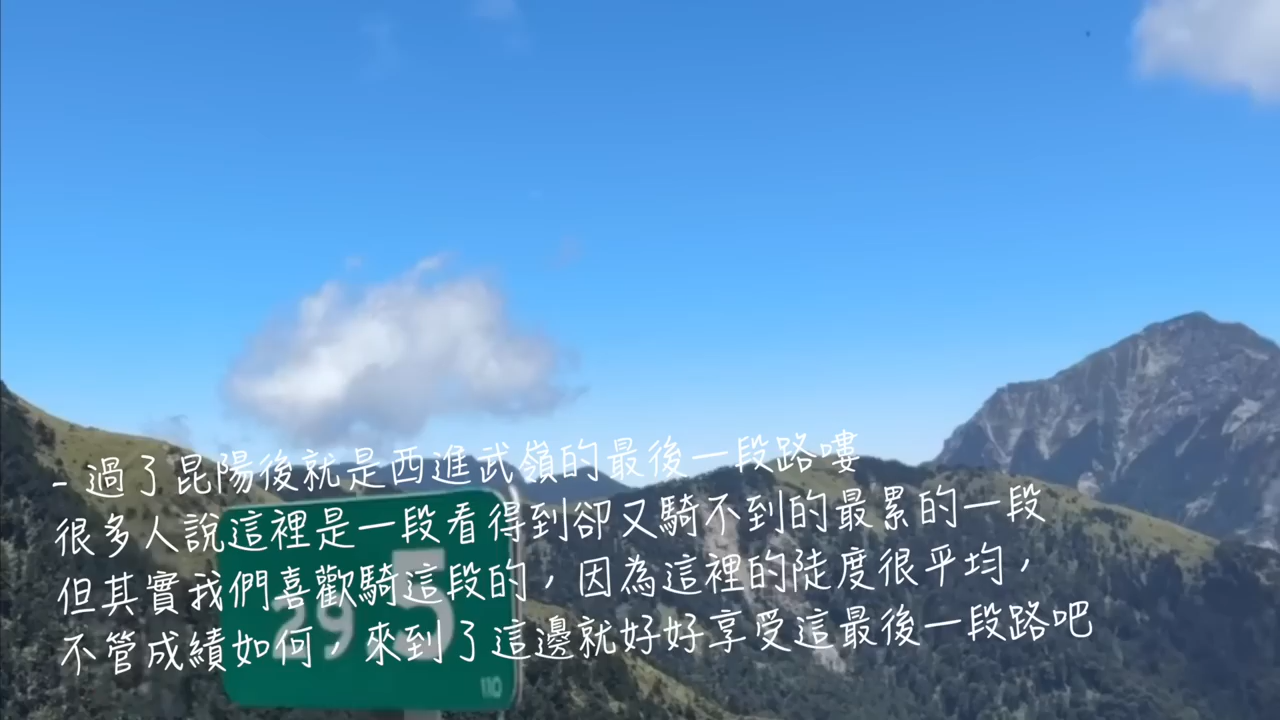 - 過了昆陽後就是西進武嶺的最後一段路嘍
很多人說這裡是一段看得到卻又騎不到的最累的一段
但其實我們喜歡騎這段的，因為這裡的陡度很平均，
不管成績如何，來到了這邊就好好享受這最後一段路吧
29 5
110